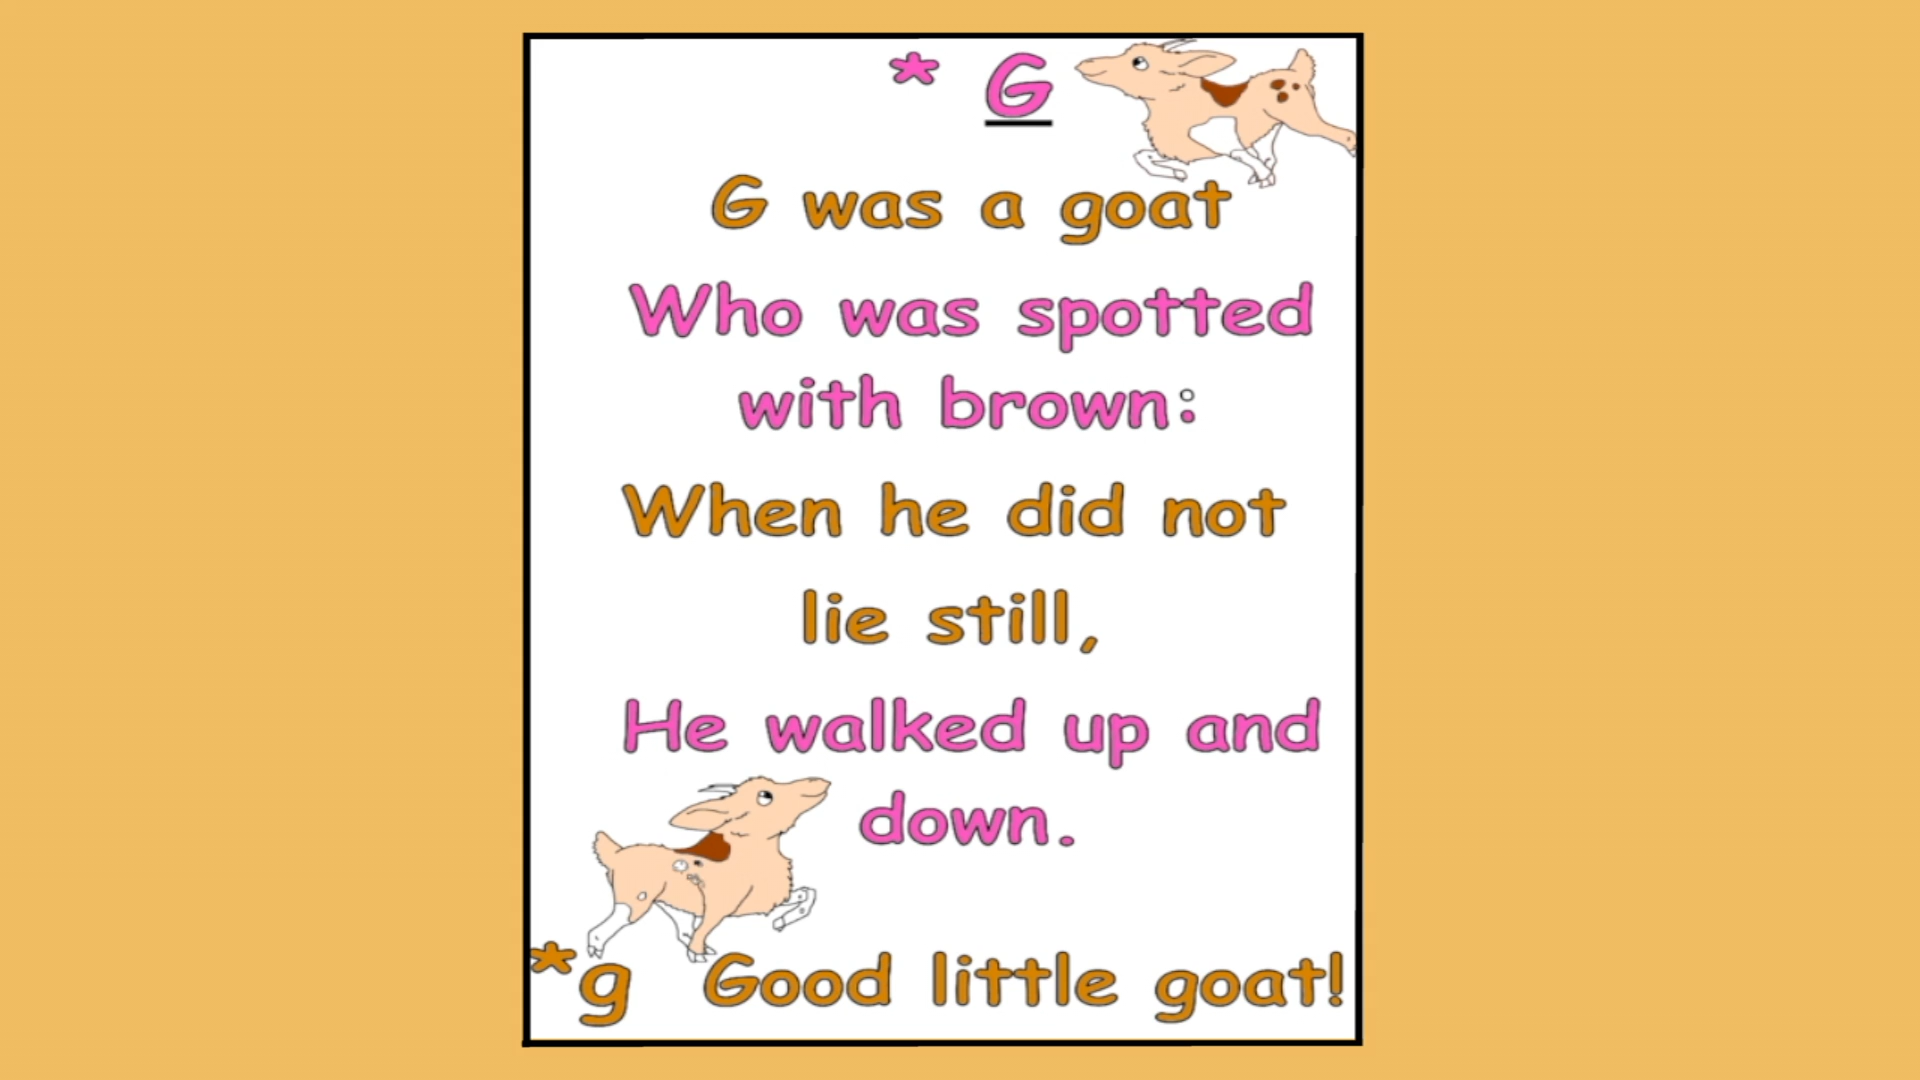 * G
G was a goat
Who was spotted
with brown:
When he did not
lie still,
He walked up and
down.
*g Good little goat!